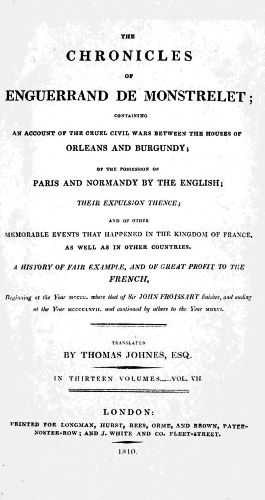 THE
CHRONICLES
OF
ENGUERRAND DE MONSTRELET;
CONTAINING
AN ACCOUNT OF THE CRUEL CIVIL WARS BETWEEN THE HOUSES OF
ORLEANS AND BURGUNDY;
OF THE POSSESSION OF
PARIS AND NORMANDY BY THE ENGLISH;
THEIR EXPULSION THENCE;
AND OF OTHER
MEMORABLE EVENTS THAT HAPPENED IN THE KINGDOM OF FRANCE,
AS WELL AS IN OTHER COUNTRIES.
A HISTORY OF FAIR EXAMPLE, AND OF GREAT PROFIT TO THE
FRENCH,
Beginning at the Year MCCCC. where that of Sir JOHN FROISSART finishes, and ending
at the Year MCCCCLXVII. and continued by others to the Year MDXVI.
TRANSLATED
BY THOMAS JOHNES, ESQ.
IN THIRTEEN VOLUMES....VOL. VII.
LONDON:
PRINTED FOR LONGMAN, HURST, REES, ORME, AND BROWN, PATER-
NOSTER-ROW; AND J. WHITE AND CO. FLEET-STREET.
1810.